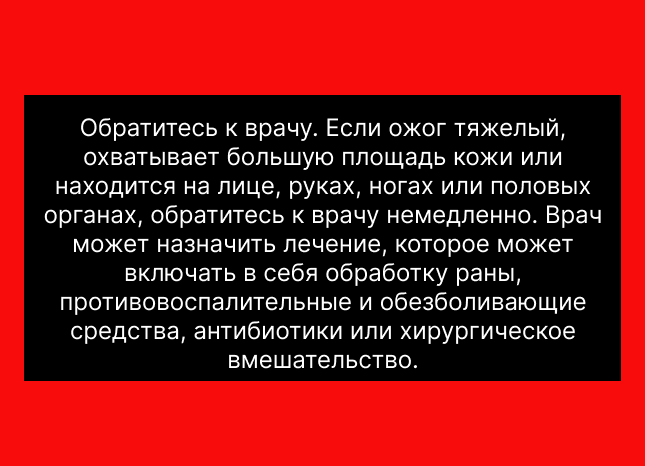 Обратитесь к врачу. Если ожог тяжелый,
охватывает большую площадь кожи или
находится на лице, руках, ногах или половых
органах, обратитесь к врачу немедленно. Врач
может назначить лечение, которое может
включать в себя обработку раны,
противовоспалительные и обезболивающие
средства, антибиотики или хирургическое
вмешательство.